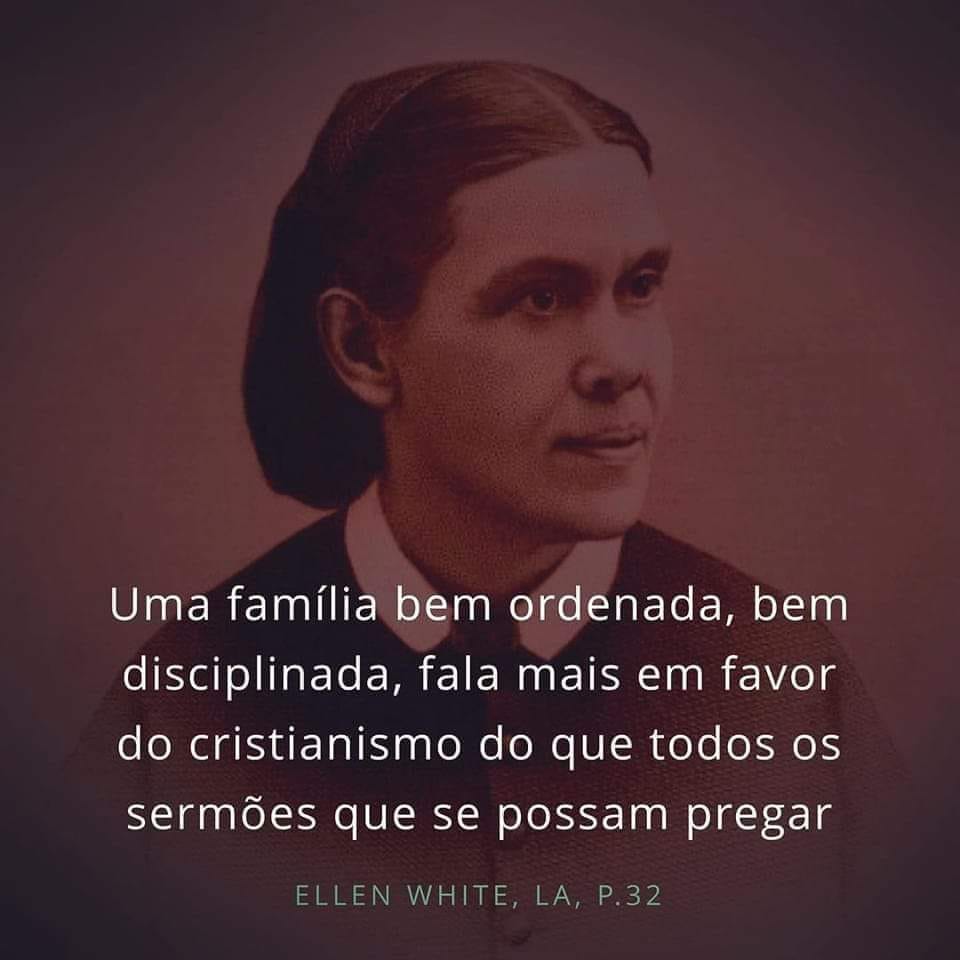 Uma família bem ordenada, bem
disciplinada, fala mais em favor
do cristianismo do que todos os
sermões que se possam pregar
ELLEN WHITE, LA, P.32